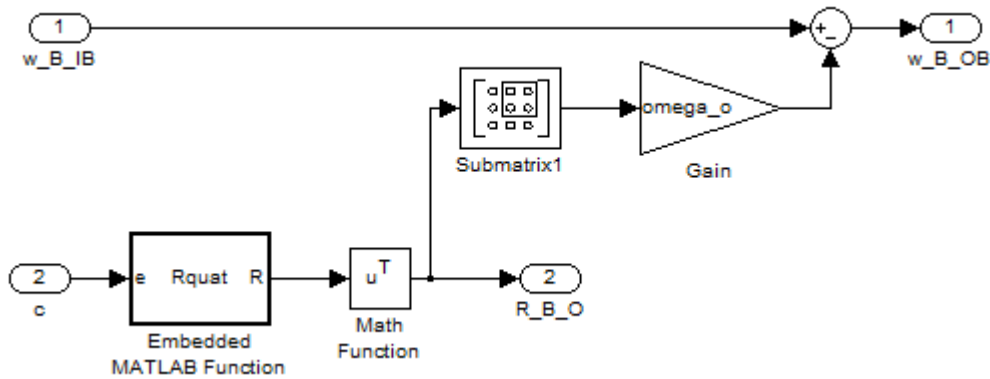 1
w_B_IB
+
-
1
w_B_OB
Submatrix1
omega_o
Gain
2
c
e Rquat R
Embedded
MATLAB Function
u^T
Math
Function
2
R_B_O